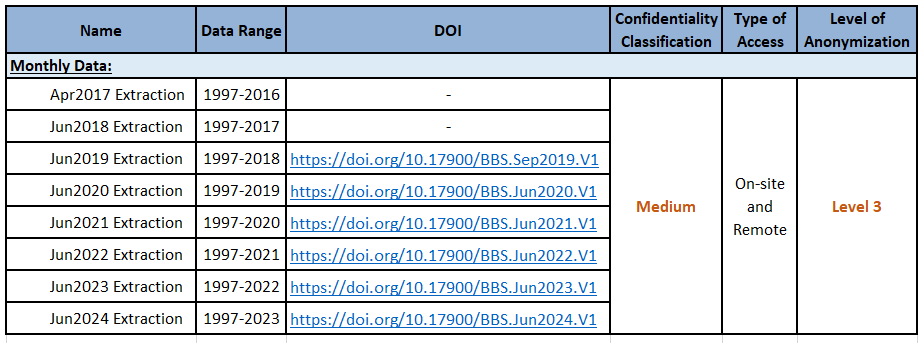 Name Data Range DOI Confidentiality Classification Type of Access Level of Anonymization
Monthly Data:
Apr2017 Extraction 1997-2016 -
Jun2018 Extraction 1997-2017 -
Jun2019 Extraction 1997-2018 https://doi.org/10.17900/BBS.Sep2019.V1
Jun2020 Extraction 1997-2019 https://doi.org/10.17900/BBS.Jun2020.V1
Jun2021 Extraction 1997-2020 https://doi.org/10.17900/BBS.Jun2021.V1
Jun2022 Extraction 1997-2021 https://doi.org/10.17900/BBS.Jun2022.V1
Jun2023 Extraction 1997-2022 https://doi.org/10.17900/BBS.Jun2023.V1
Jun2024 Extraction 1997-2023 https://doi.org/10.17900/BBS.Jun2024.V1
Medium
On-site
and
Remote
Level 3